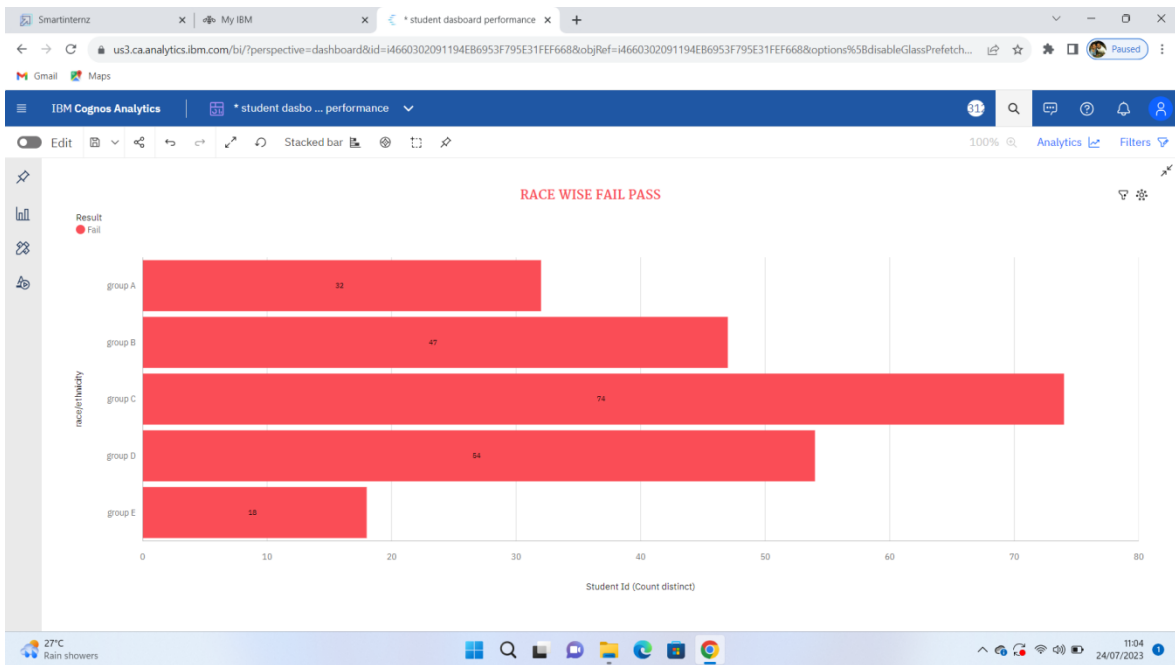 Smartinternz
My IBM
* student dasboard performance
us3.ca.analytics.ibm.com/bi/?perspective=dashboard&id=i4660302091194EB6953F795E31FEF668&objRef=i4660302091194EB6953F795E31FEF668&options%5BdisableGlassPrefetch...
Paused
Gmail
Maps
IBM Cognos Analytics
* student dasbo ... performance
31
Edit
Stacked bar
100%
Analytics
Filters
RACE WISE FAIL PASS
Result
Fail
race/ethnicity
group A
32
group B
47
group C
74
group D
54
group E
18
0 10 20 30 40 50 60 70 80
Student Id (Count distinct)
27°C
Rain showers
11:04
24/07/2023